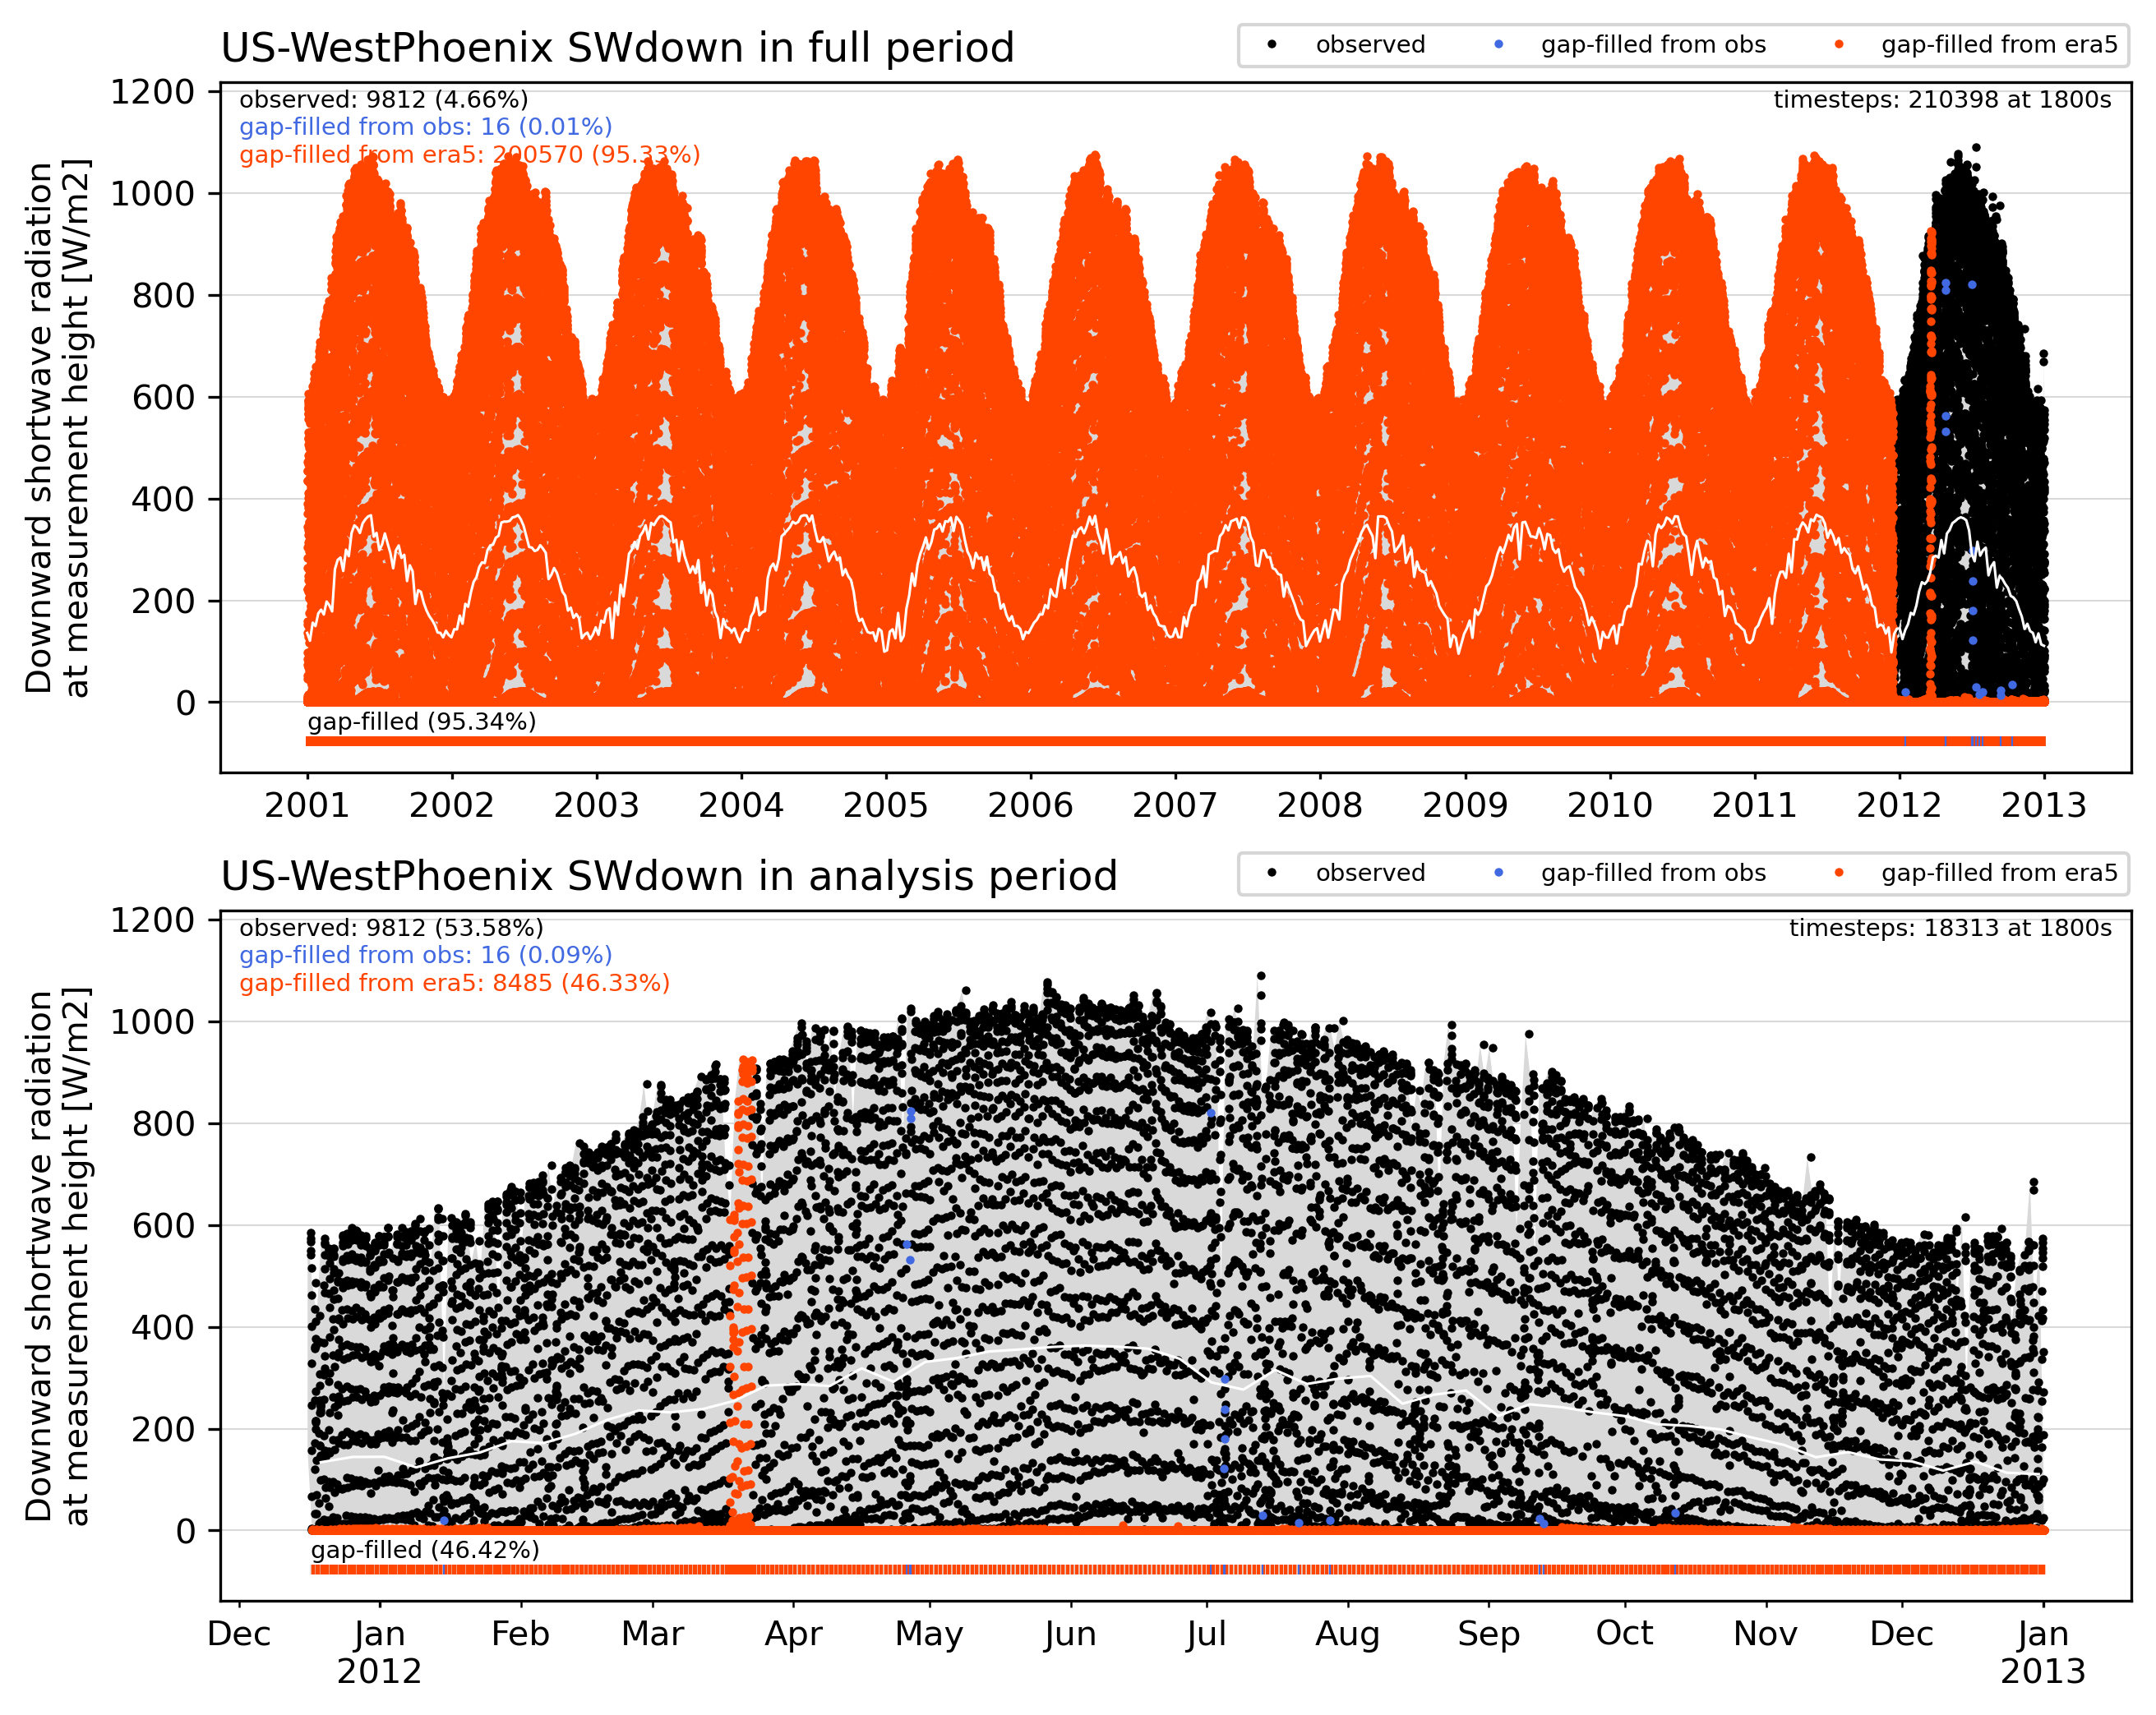 US-WestPhoenix SWdown in full period
observed gap-filled from obs gap-filled from era5
observed: 9812 (4.66%)
gap-filled from obs: 16 (0.01%)
gap-filled from era5: 200570 (95.33%)
timesteps: 210398 at 1800s
Downward shortwave radiation
at measurement height [W/m2]
1200
1000
800
600
400
200
0
gap-filled (95.34%)
2001 2002 2003 2004 2005 2006 2007 2008 2009 2010 2011 2012 2013
US-WestPhoenix SWdown in analysis period
observed gap-filled from obs gap-filled from era5
observed: 9812 (53.58%)
gap-filled from obs: 16 (0.09%)
gap-filled from era5: 8485 (46.33%)
timesteps: 18313 at 1800s
Downward shortwave radiation
at measurement height [W/m2]
1200
1000
800
600
400
200
0
gap-filled (46.42%)
Dec Jan Feb Mar Apr May Jun Jul Aug Sep Oct Nov Dec Jan
2012 2013